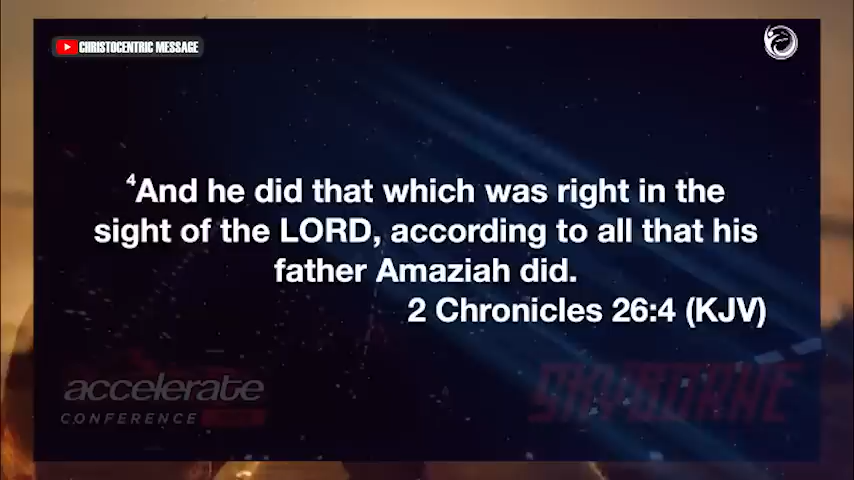 CHRISTOCENTRIC MESSAGE
4And he did that which was right in the
sight of the LORD, according to all that his
father Amaziah did.
2 Chronicles 26:4 (KJV)
accelerate
CONFERENCE
SKYBORNE